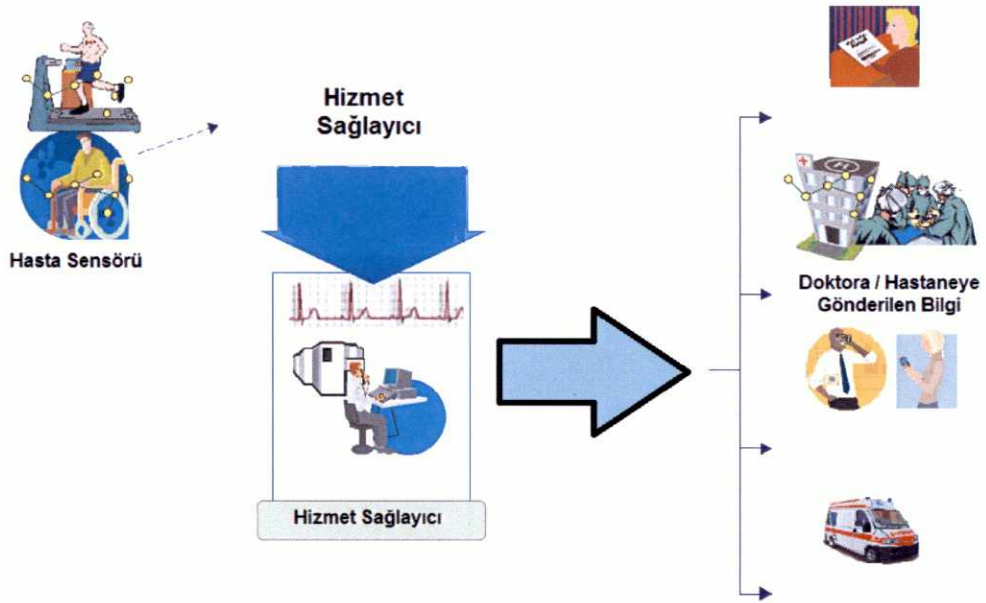 Hizmet
Sağlayıcı
Hasta Sensörü
Doktora / Hastaneye
Gönderilen Bilgi
Hizmet Sağlayıcı